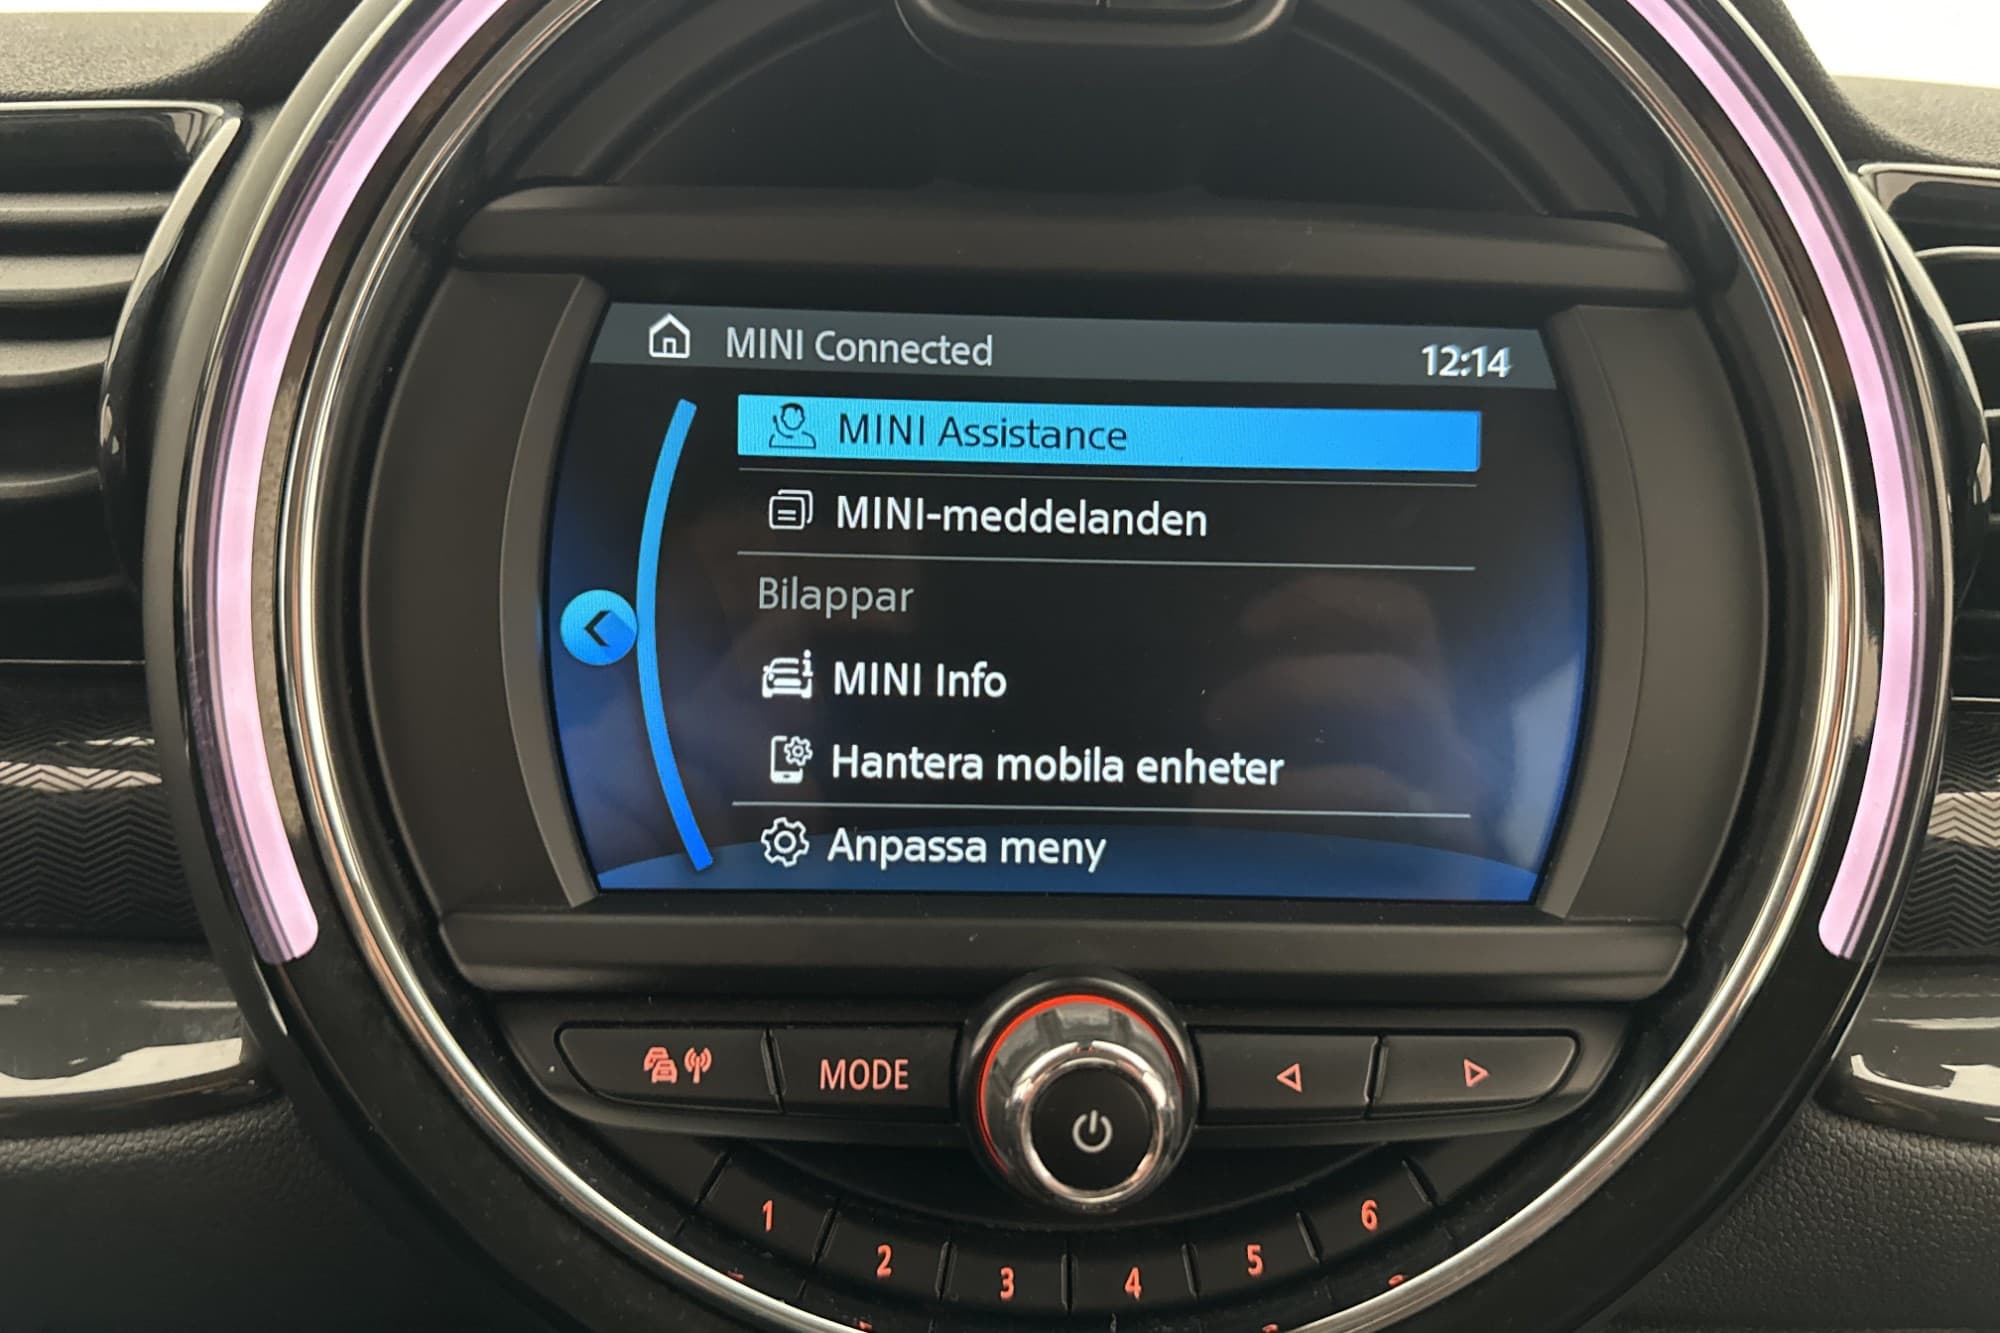 MINI Connected 12:14
MINI Assistance
MINI-meddelanden
Bilappar
MINI Info
Hantera mobila enheter
Anpassa meny
MODE
1 2 3 4 5 6